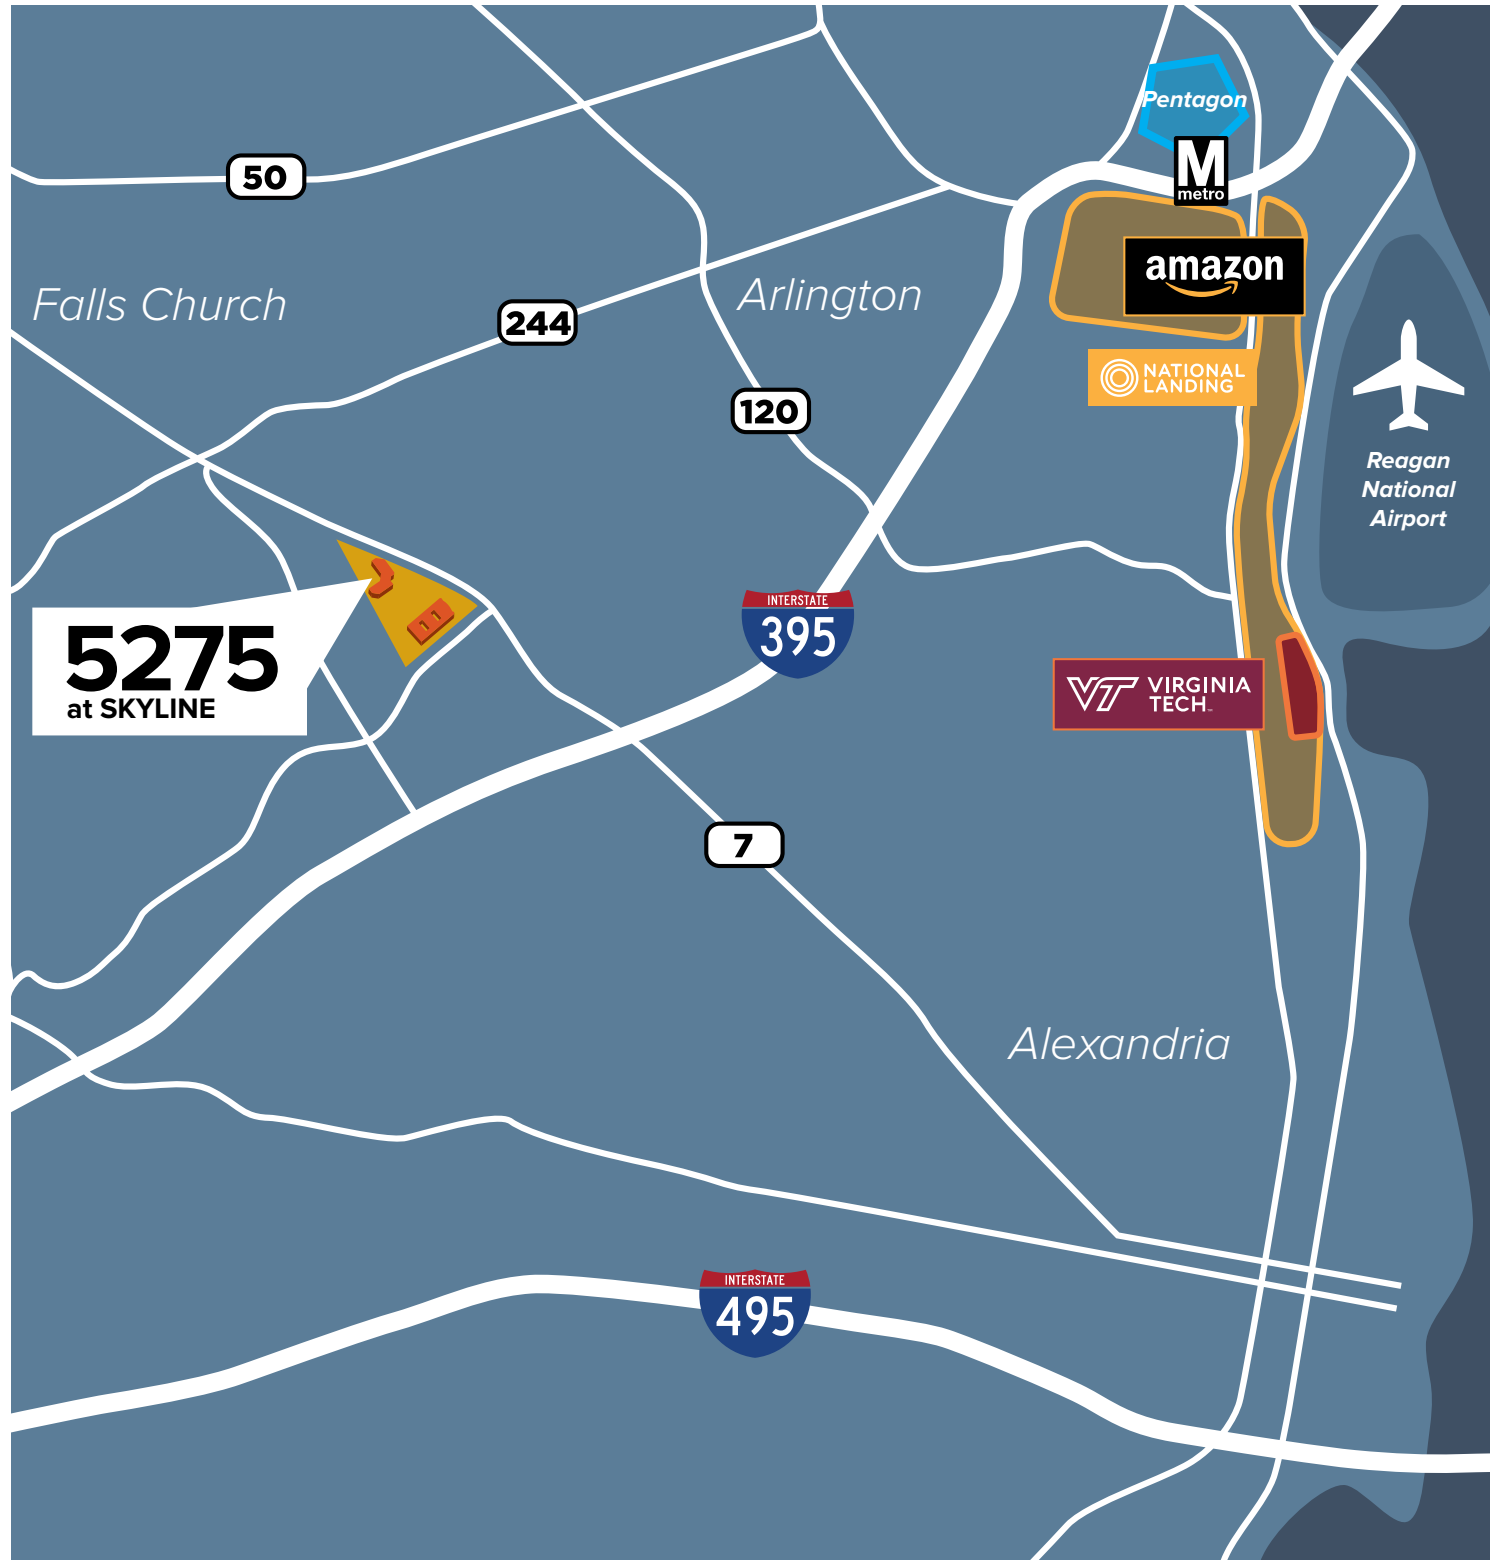 Pentagon
M
metro
50
amazon
Falls Church
Arlington
244
NATIONAL
LANDING
120
Reagan
National
Airport
INTERSTATE
395
5275
at SKYLINE
VT VIRGINIA
TECH
7
Alexandria
INTERSTATE
495